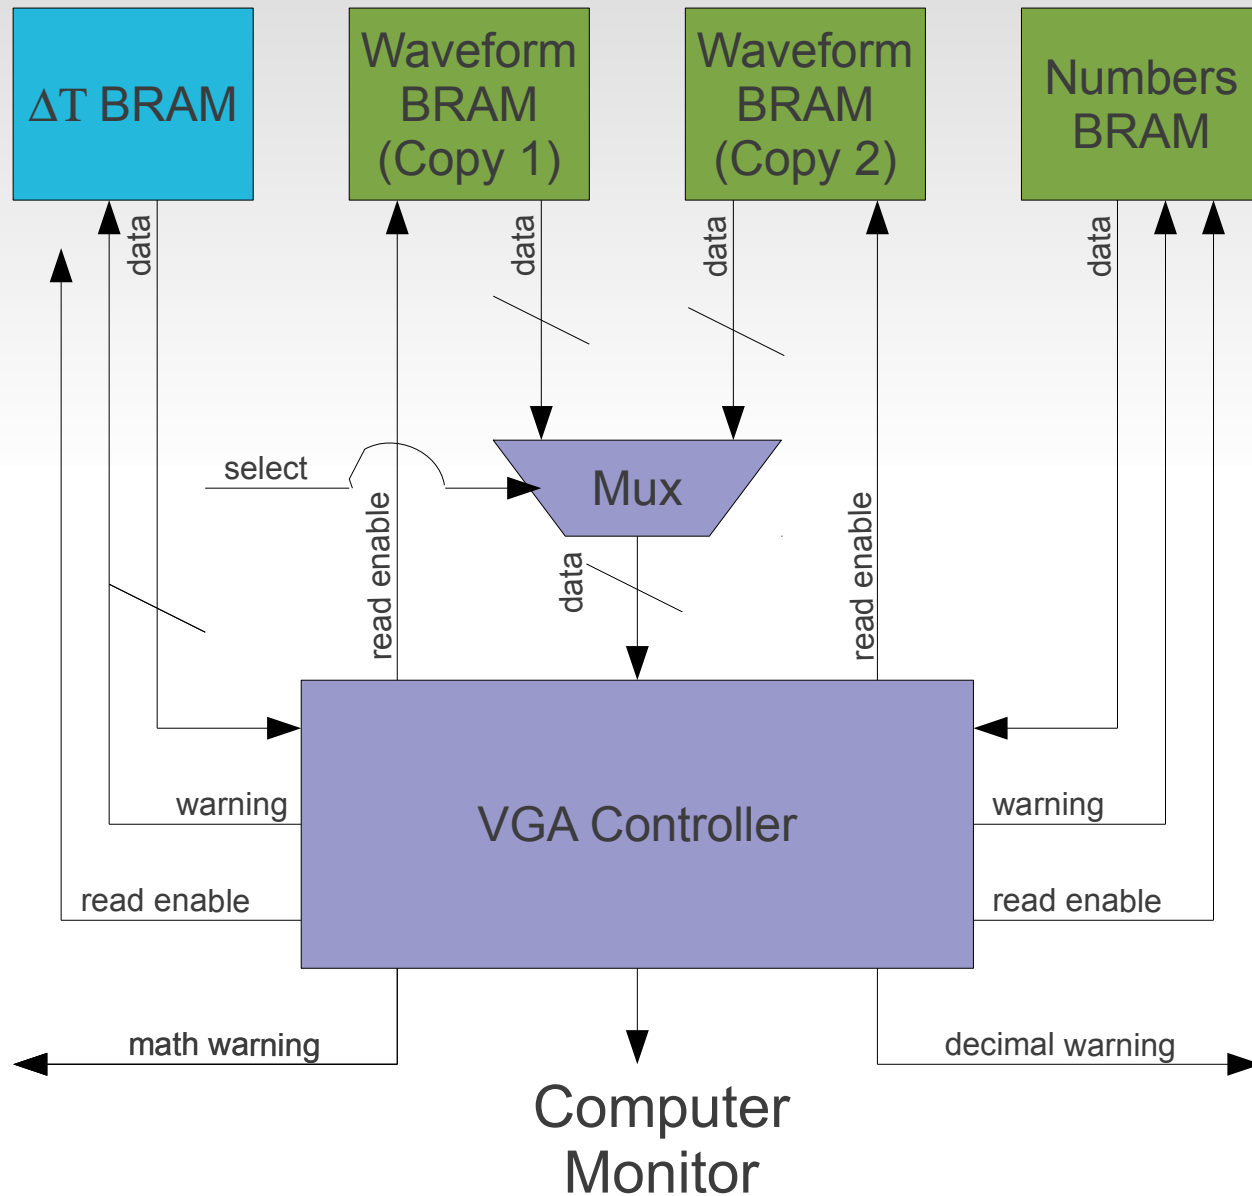 ΔT BRAM
Waveform
BRAM
(Copy 1)
Waveform
BRAM
(Copy 2)
Numbers
BRAM
data
data
data
data
select
Mux
read enable
data
read enable
warning
VGA Controller
warning
read enable
read enable
math warning
decimal warning
Computer
Monitor